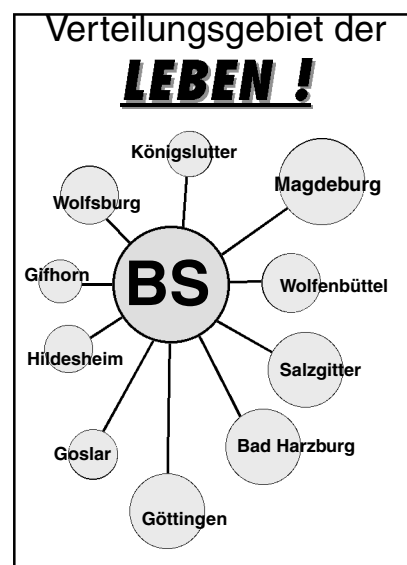 Verteilungsgebiet der
LEBEN !
Königslutter
Magdeburg
Wolfsburg
Gifhorn
BS
Wolfenbüttel
Hildesheim
Salzgitter
Goslar
Bad Harzburg
Göttingen